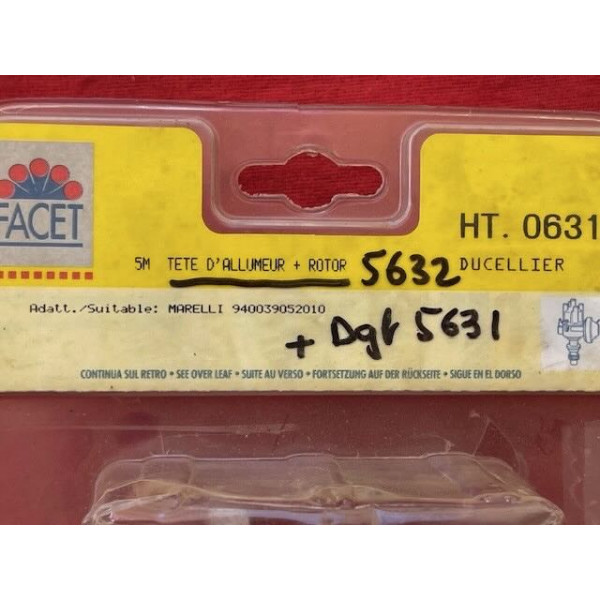 FACET
HT. 0631
5M TETE D'ALLUMEUR + ROTOR 5632 DUCELLIER
Adatt./Suitable: MARELLI 940039052010
+ Dgt 5631
CONTINUA SUL RETRO • SEE OVER LEAF • SUITE AU VERSO • FORTSETZUNG AUF DER RÜCKSEITE • SIGUE EN EL DORSO